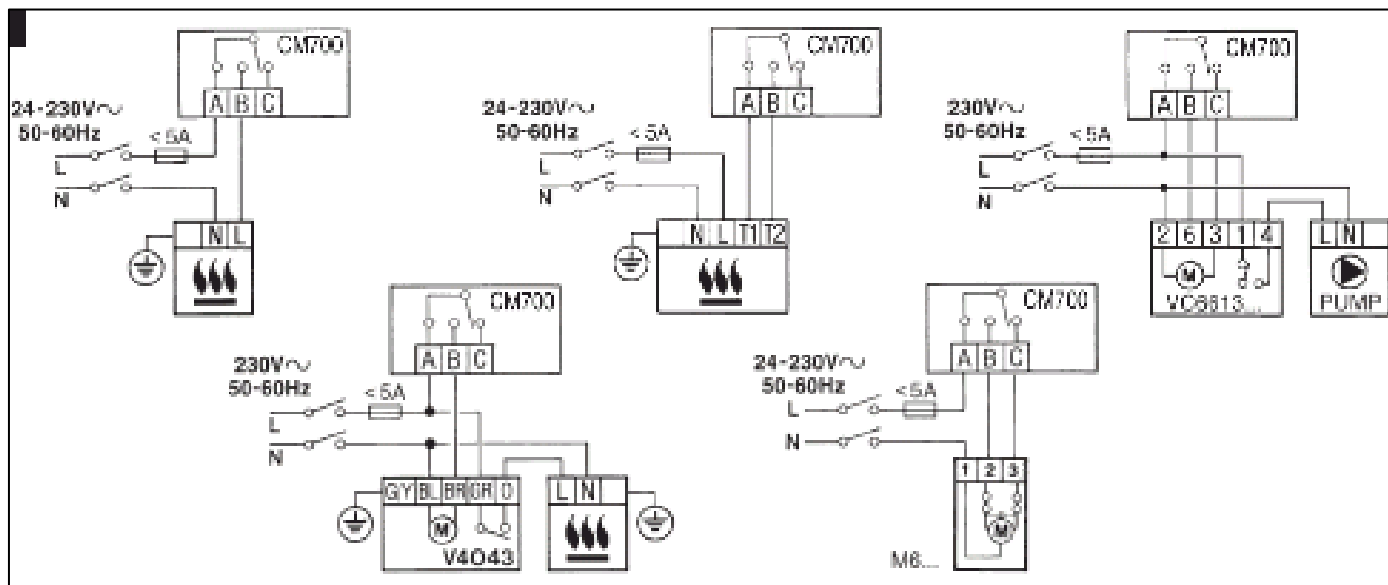 CM700
A B C
24-230V~
50-60Hz
<5A
L
N
N L
CM700
A B C
24-230V~
50-60Hz
<5A
L
N
N L T1 T2
CM700
A B C
230V~
50-60Hz
<5A
L
N
2 6 3 1 4
M
VC6613...
L N
PUMP
CM700
A B C
230V~
50-60Hz
<5A
L
N
G/Y BL BR GR O
M
V4043
L N
CM700
A B C
24-230V~
50-60Hz
<5A
L
N
1 2 3
M
M6...